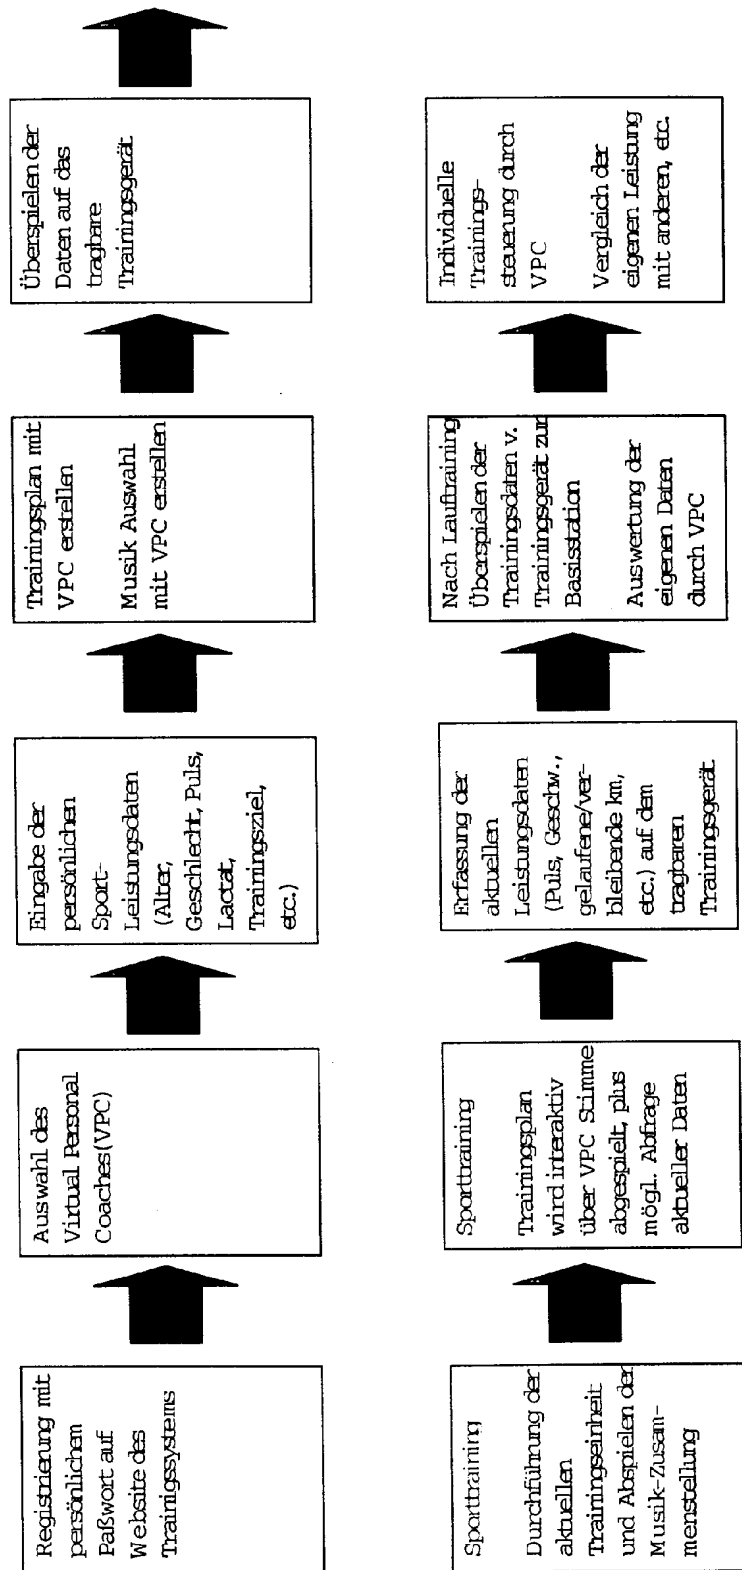 Registrierung mit
persönlichem
Paßwort auf
Website des
Trainigssystems
Auswahl des
Virtual Personal
Coaches(VPC)
Eingabe der
persönlichen
Sport-
Leistungsdaten
(Alter,
Geschlecht, Puls,
Lactat,
Trainingsziel,
etc.)
Trainingsplan mit
VPC erstellen
Musik Auswahl
mit VPC erstellen
Überspielen der
Daten auf das
tragbare
Trainingsgerät
Sporttraining
Durchführung der
aktuellen
Trainingseinheit
und Abspielen der
Musik-Zusam-
menstellung
Sporttraining
Trainingsplan
wird interaktiv
über VPC Stimme
abgespielt, plus
mögl. Abfrage
aktueller Daten
Erfassung der
aktuellen
Leistungsdaten
(Puls, Geschw.,
gelaufene/ver-
bleibende km,
etc.) auf dem
tragbaren
Trainingsgerät
Nach Lauftraining
Überspielen der
Trainingsdaten v.
Trainingsgerät zur
Basisstation
Auswertung der
eigenen Daten
durch VPC
Individuelle
Trainings-
steuerung durch
VPC
Vergleich der
eigenen Leistung
mit anderen, etc.